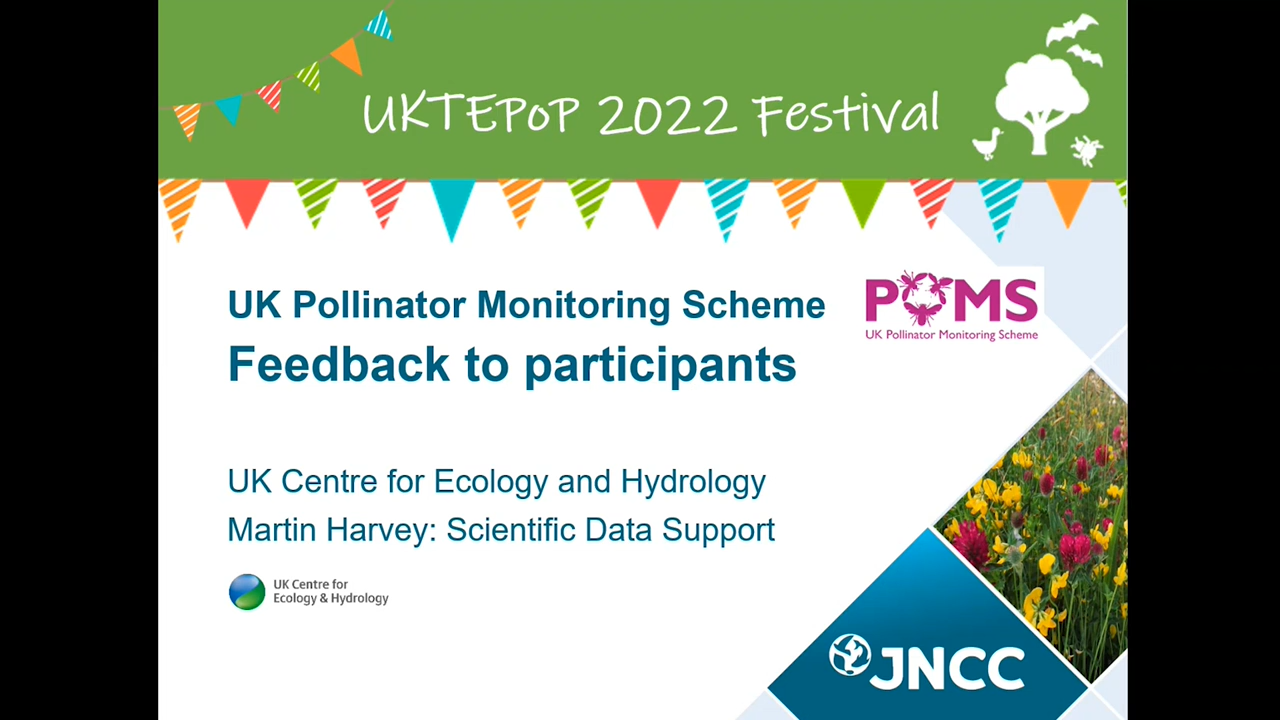 UKTEPoP 2022 Festival
UK Pollinator Monitoring Scheme
POMS
UK Pollinator Monitoring Scheme
Feedback to participants
UK Centre for Ecology and Hydrology
Martin Harvey: Scientific Data Support
UK Centre for
Ecology & Hydrology
JNCC